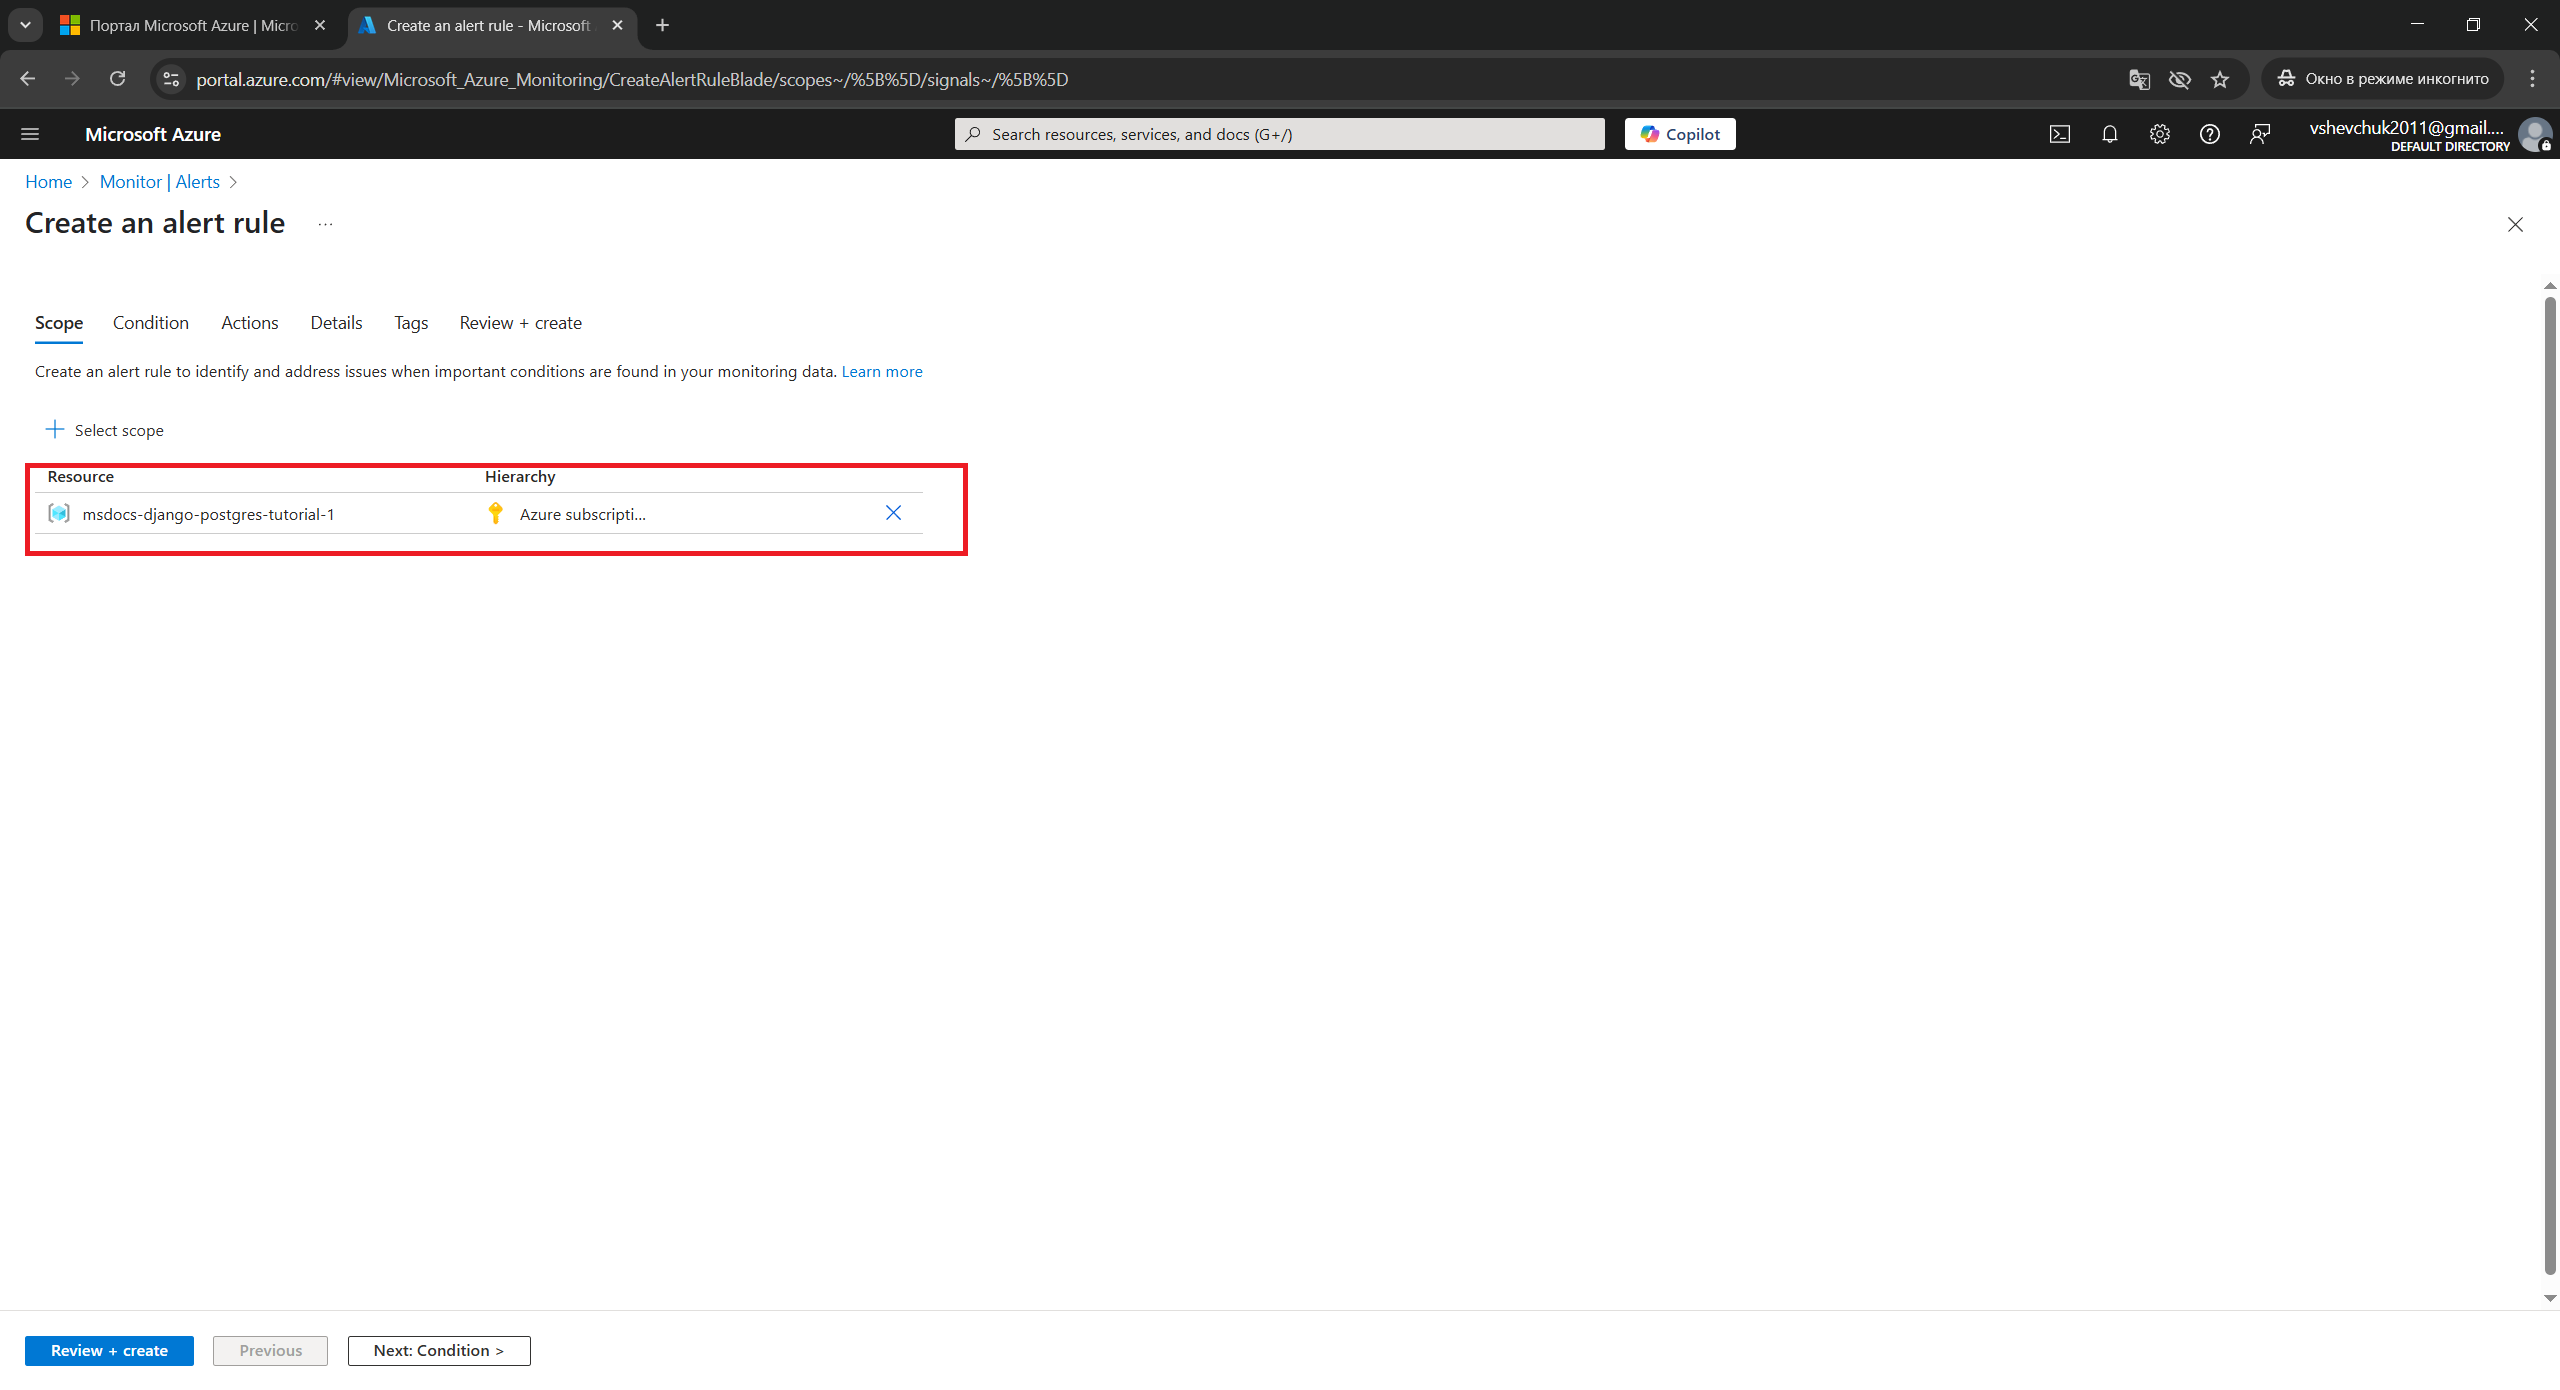 Портал Microsoft Azure | Micro
Create an alert rule - Microsoft
portal.azure.com/#view/Microsoft_Azure_Monitoring/CreateAlertRuleBlade/scopes~/%5B%5D/signals~/%5B%5D
Окно в режиме инкогнито
Microsoft Azure
Search resources, services, and docs (G+/)
Copilot
vshevchuk2011@gmail....
DEFAULT DIRECTORY
Home > Monitor | Alerts >
Create an alert rule ...
Scope Condition Actions Details Tags Review + create
Create an alert rule to identify and address issues when important conditions are found in your monitoring data. Learn more
+ Select scope
Resource Hierarchy
msdocs-django-postgres-tutorial-1 Azure subscripti...
Review + create Previous Next: Condition >